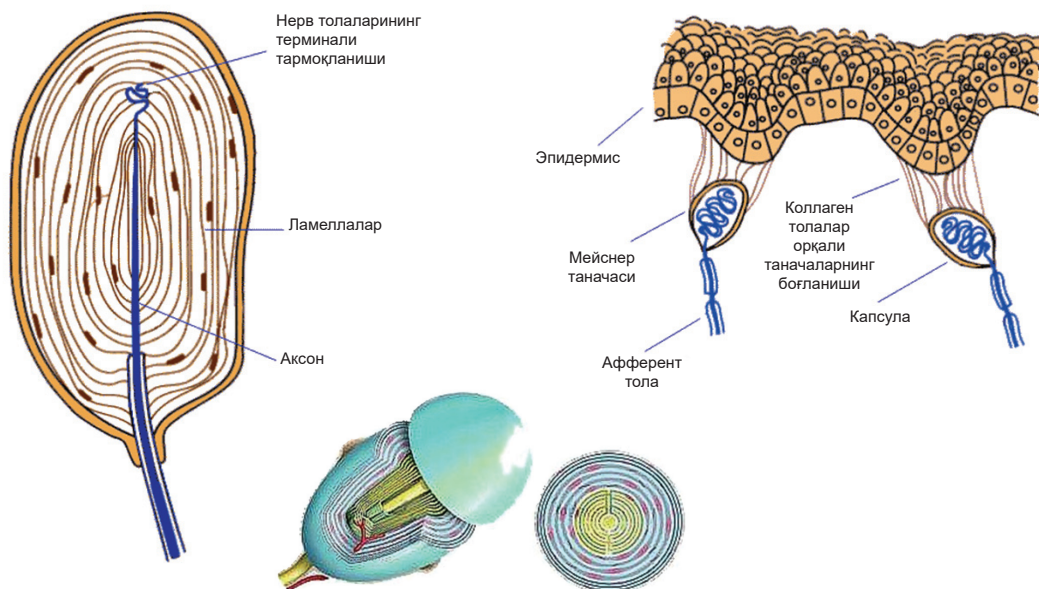 Нерв толаларининг
терминали
тармоқланиши
Ламеллалар
Аксон
Эпидермис
Мейснер
таначаси
Афферент
тола
Коллаген
толалар
орқали
таначаларнинг
боғланиши
Капсула